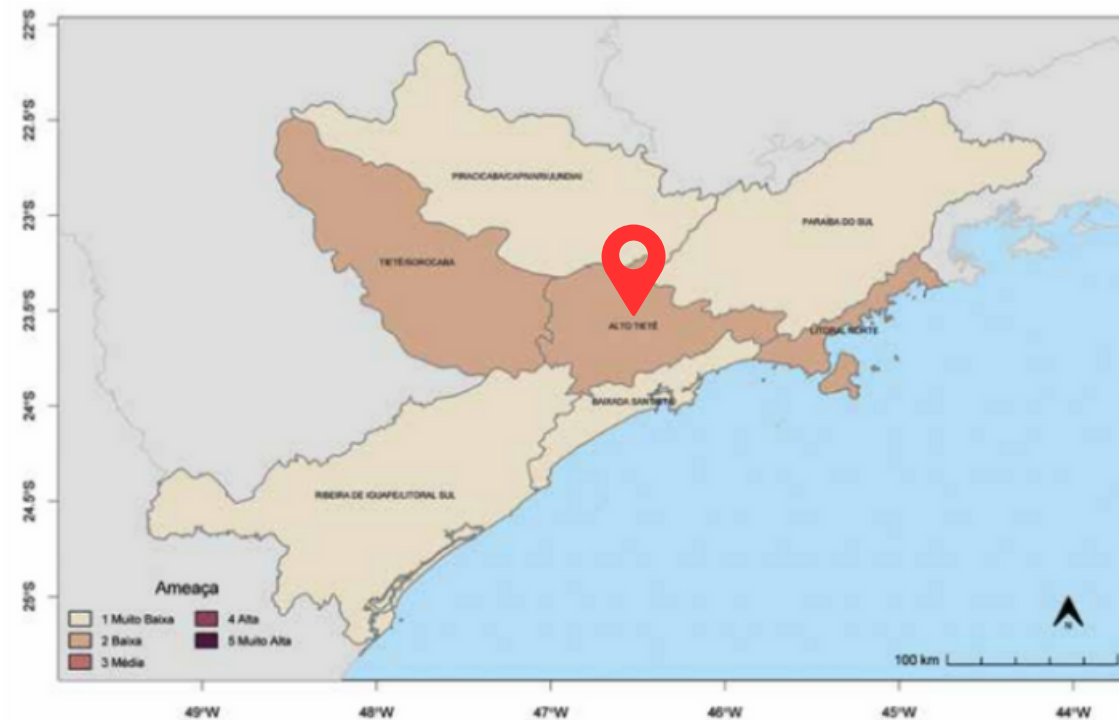 22°S
22.5°S
23°S
23.5°S
24°S
24.5°S
25°S
PIRACICABA/CAPIVARI/JUNDIAI
PARAÍBA DO SUL
TIETÊ/SOROCABA
ALTO TIETÊ
LITORAL NORTE
BAIXADA SANTISTA
RIBEIRA DE IGUAPE/LITORAL SUL
Ameaça
1 Muito Baixa
2 Baixa
3 Média
4 Alta
5 Muito Alta
N
100 km
49°W
48°W
47°W
46°W
45°W
44°W